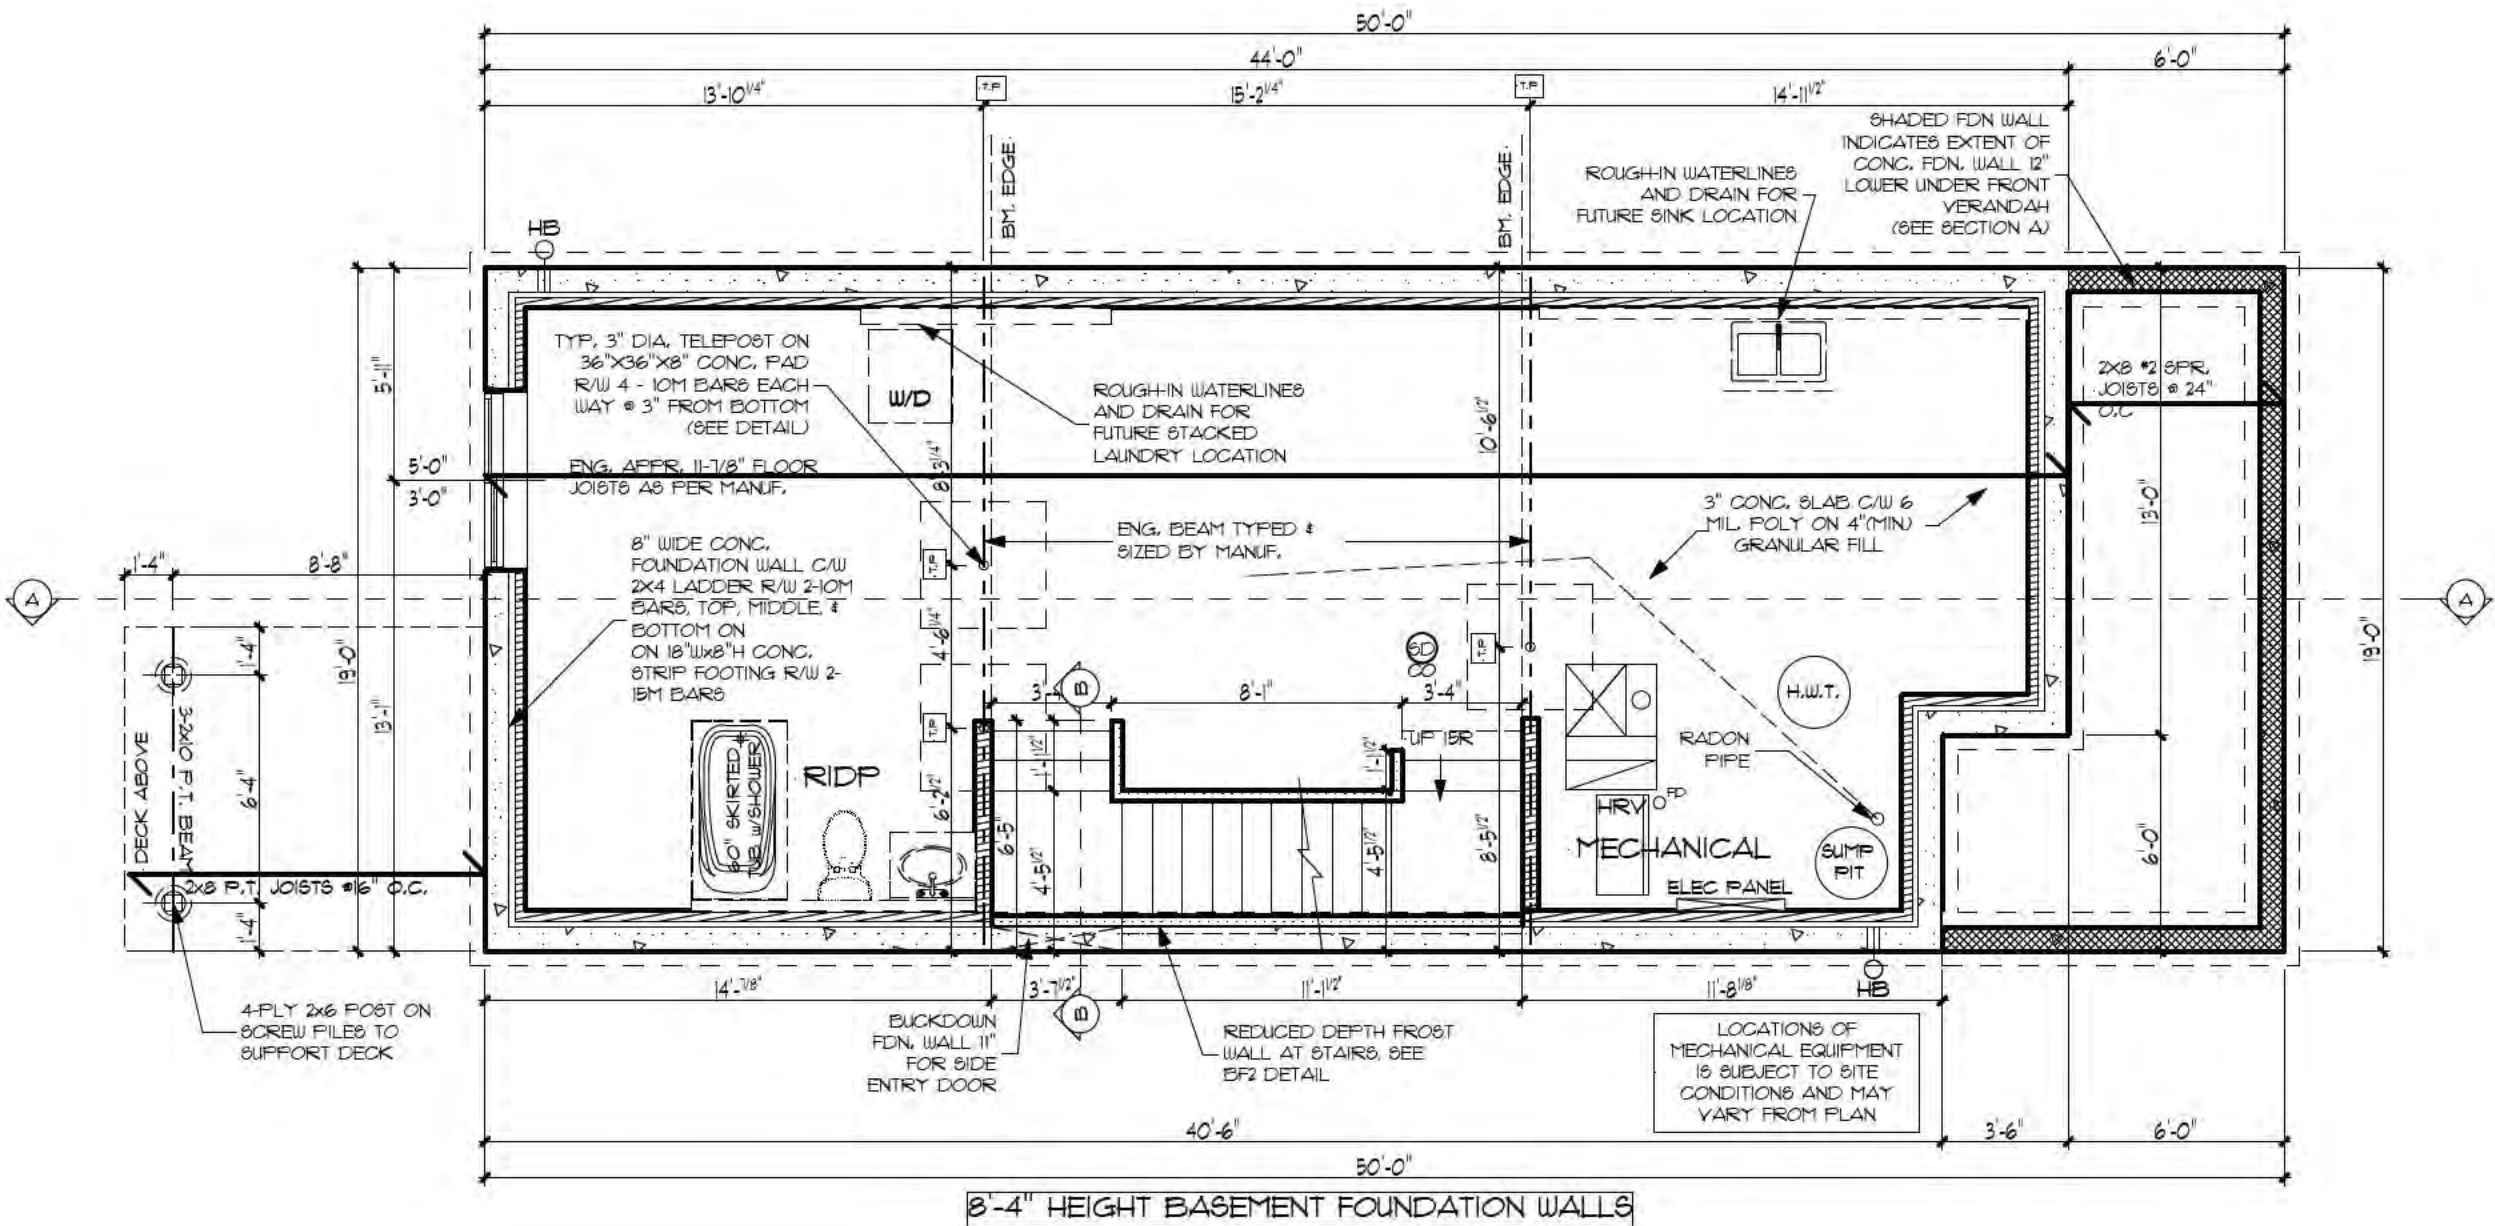 50'-0"
44'-0"
6'-0"
13'-10 1/4"
T.P
15'-2 1/4"
T.P
14'-11 1/2"
BM. EDGE
BM. EDGE
SHADED FDN WALL
INDICATES EXTENT OF
CONC. FDN. WALL 12"
LOWER UNDER FRONT
VERANDAH
(SEE SECTION A)
ROUGH-IN WATERLINES
AND DRAIN FOR
FUTURE SINK LOCATION
HB
TYP. 3" DIA. TELEPOST ON
36"X36"X8" CONC. PAD
R/W 4 - 10M BARS EACH
WAY @ 3" FROM BOTTOM
(SEE DETAIL)
W/D
ROUGH-IN WATERLINES
AND DRAIN FOR
FUTURE STACKED
LAUNDRY LOCATION
2X8 #2 SPR.
JOISTS @ 24"
O.C
5'-11"
10'-6 1/2"
8'-3 1/4"
5'-0"
3'-0"
ENG. APPR. 11-7/8" FLOOR
JOISTS AS PER MANUF.
3" CONC. SLAB C/W 6
MIL. POLY ON 4"(MIN)
GRANULAR FILL
13'-0"
ENG. BEAM TYPED &
SIZED BY MANUF.
8" WIDE CONC.
FOUNDATION WALL C/W
2X4 LADDER R/W 2-10M
BARS, TOP, MIDDLE, &
BOTTOM ON
ON 18"Wx8"H CONC.
STRIP FOOTING R/W 2-
15M BARS
1'-4"
8'-8"
T.P
A
A
4'-6 1/4"
1'-4"
19'-0"
13'-1"
19'-0"
SD
T.P
T.P
B
3'-4
8'-1"
3'-4"
H.W.T.
DECK ABOVE
3-2X10 P.T. BEAM
6'-4"
60" SKIRTED
TUB W/SHOWER
RIDP
6'-2 1/2"
6'-5"
1'-11 1/2"
4'-5 1/2"
1'-1 1/2"
UP 15R
4'-5 1/2"
8'-5 1/2"
RADON
PIPE
HRV
FD
MECHANICAL
SUMP
PIT
ELEC PANEL
6'-0"
2x8 P.T. JOISTS @16" O.C.
1'-4"
14'-7/8"
3'-7 1/2"
11'-1 1/2"
11'-8 1/8"
HB
B
4-PLY 2x6 POST ON
SCREW PILES TO
SUPPORT DECK
BUCKDOWN
FDN. WALL 11"
FOR SIDE
ENTRY DOOR
REDUCED DEPTH FROST
WALL AT STAIRS, SEE
BF2 DETAIL
LOCATIONS OF
MECHANICAL EQUIPMENT
IS SUBJECT TO SITE
CONDITIONS AND MAY
VARY FROM PLAN
40'-6"
3'-6"
6'-0"
50'-0"
8'-4" HEIGHT BASEMENT FOUNDATION WALLS